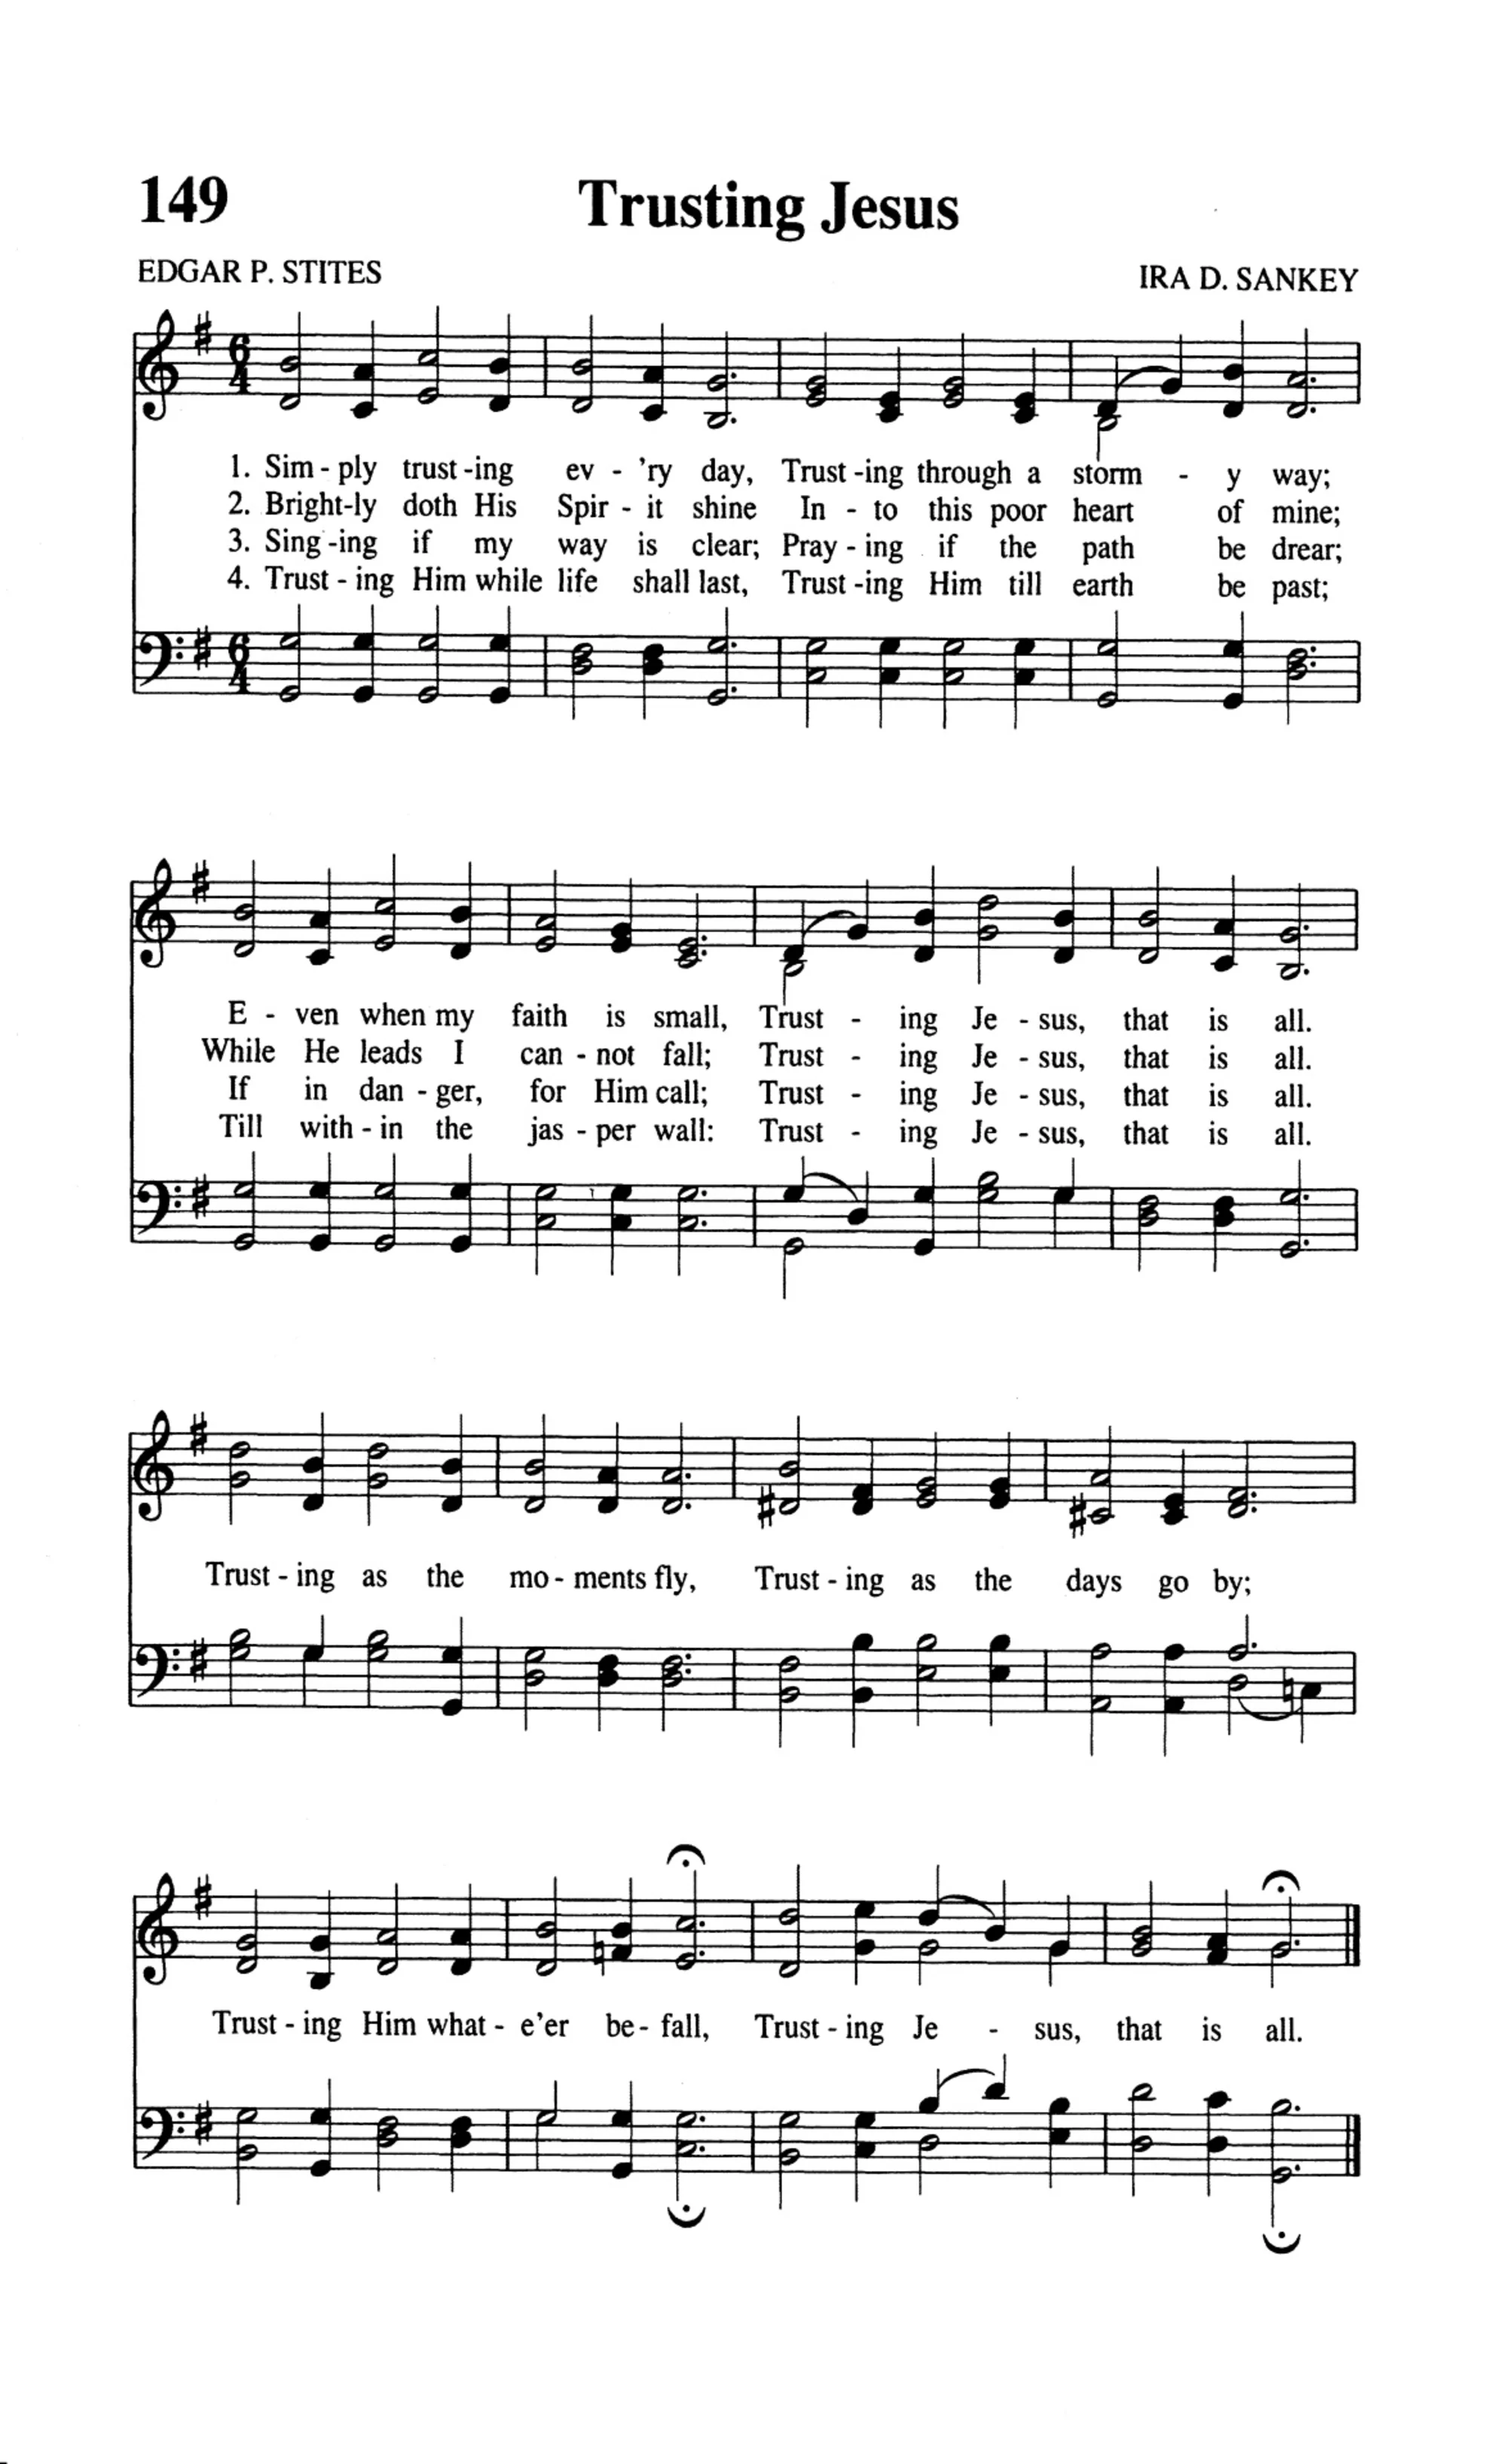 149 Trusting Jesus
EDGAR P. STITES IRA D. SANKEY
1. Sim - ply trust - ing ev - 'ry day, Trust - ing through a storm - y way;
2. Bright - ly doth His Spir - it shine In - to this poor heart of mine;
3. Sing - ing if my way is clear; Pray - ing if the path be drear;
4. Trust - ing Him while life shall last, Trust - ing Him till earth be past;
E - ven when my faith is small, Trust - ing Je - sus, that is all.
While He leads I can - not fall; Trust - ing Je - sus, that is all.
If in dan - ger, for Him call; Trust - ing Je - sus, that is all.
Till with - in the jas - per wall: Trust - ing Je - sus, that is all.
Trust - ing as the mo - ments fly, Trust - ing as the days go by;
Trust - ing Him what - e'er be - fall, Trust - ing Je - sus, that is all.